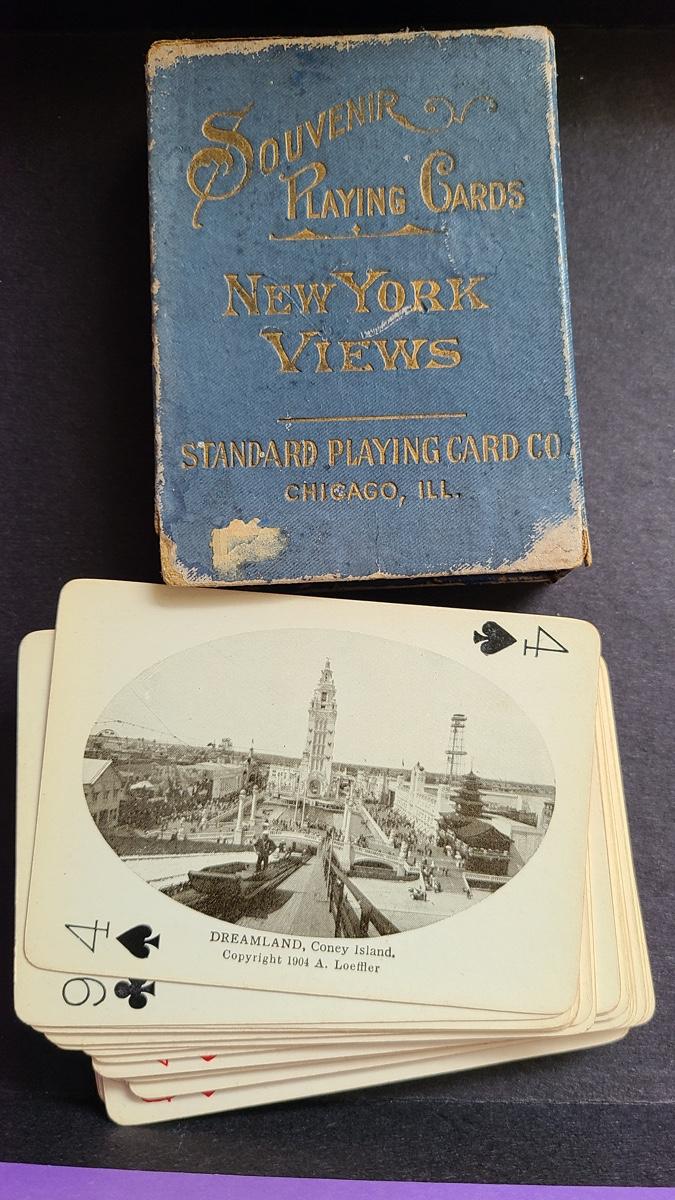 SOUVENIR
PLAYING CARDS
NEW YORK
VIEWS
STANDARD PLAYING CARD CO.
CHICAGO, ILL.
4
4
DREAMLAND, Coney Island.
Copyright 1904 A. Loeffler
9